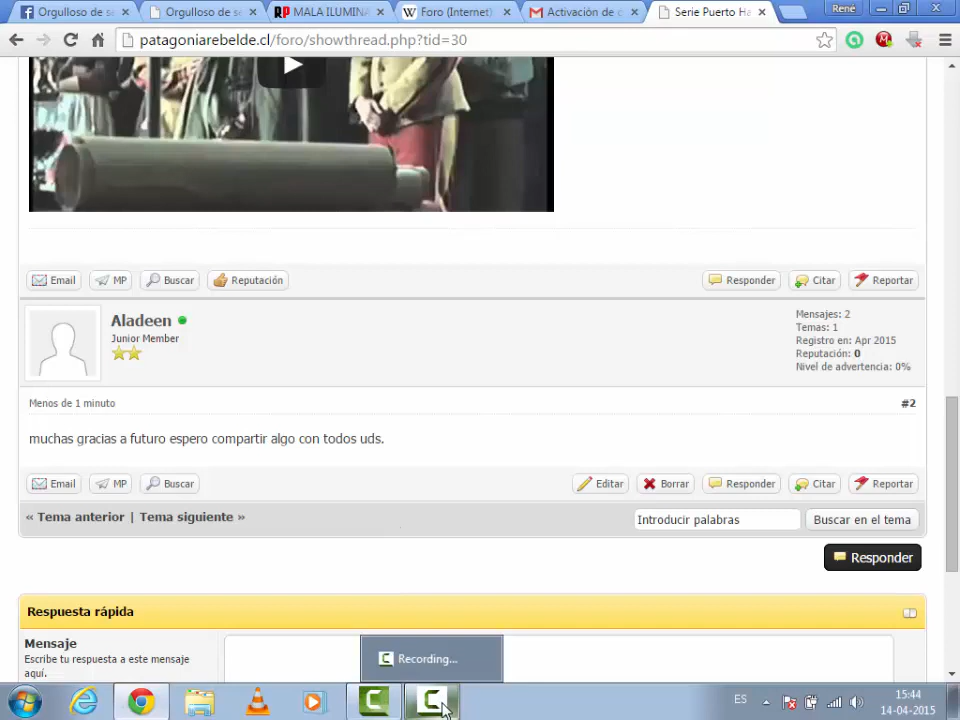 Orgulloso de se
Orgulloso de se
RP MALA ILUMINA
Foro (Internet)
Activación de c
Serie Puerto Ha
René
patagoniarebelde.cl/foro/showthread.php?tid=30
Email MP Buscar Reputación Responder Citar Reportar
Aladeen
Junior Member
Mensajes: 2
Temas: 1
Registro en: Apr 2015
Reputación: 0
Nivel de advertencia: 0%
Menos de 1 minuto #2
muchas gracias a futuro espero compartir algo con todos uds.
Email MP Buscar Editar Borrar Responder Citar Reportar
« Tema anterior | Tema siguiente » Introducir palabras Buscar en el tema
Responder
Respuesta rápida
Mensaje
Escribe tu respuesta a este mensaje
aquí.
Recording...
ES
15:44
14-04-2015